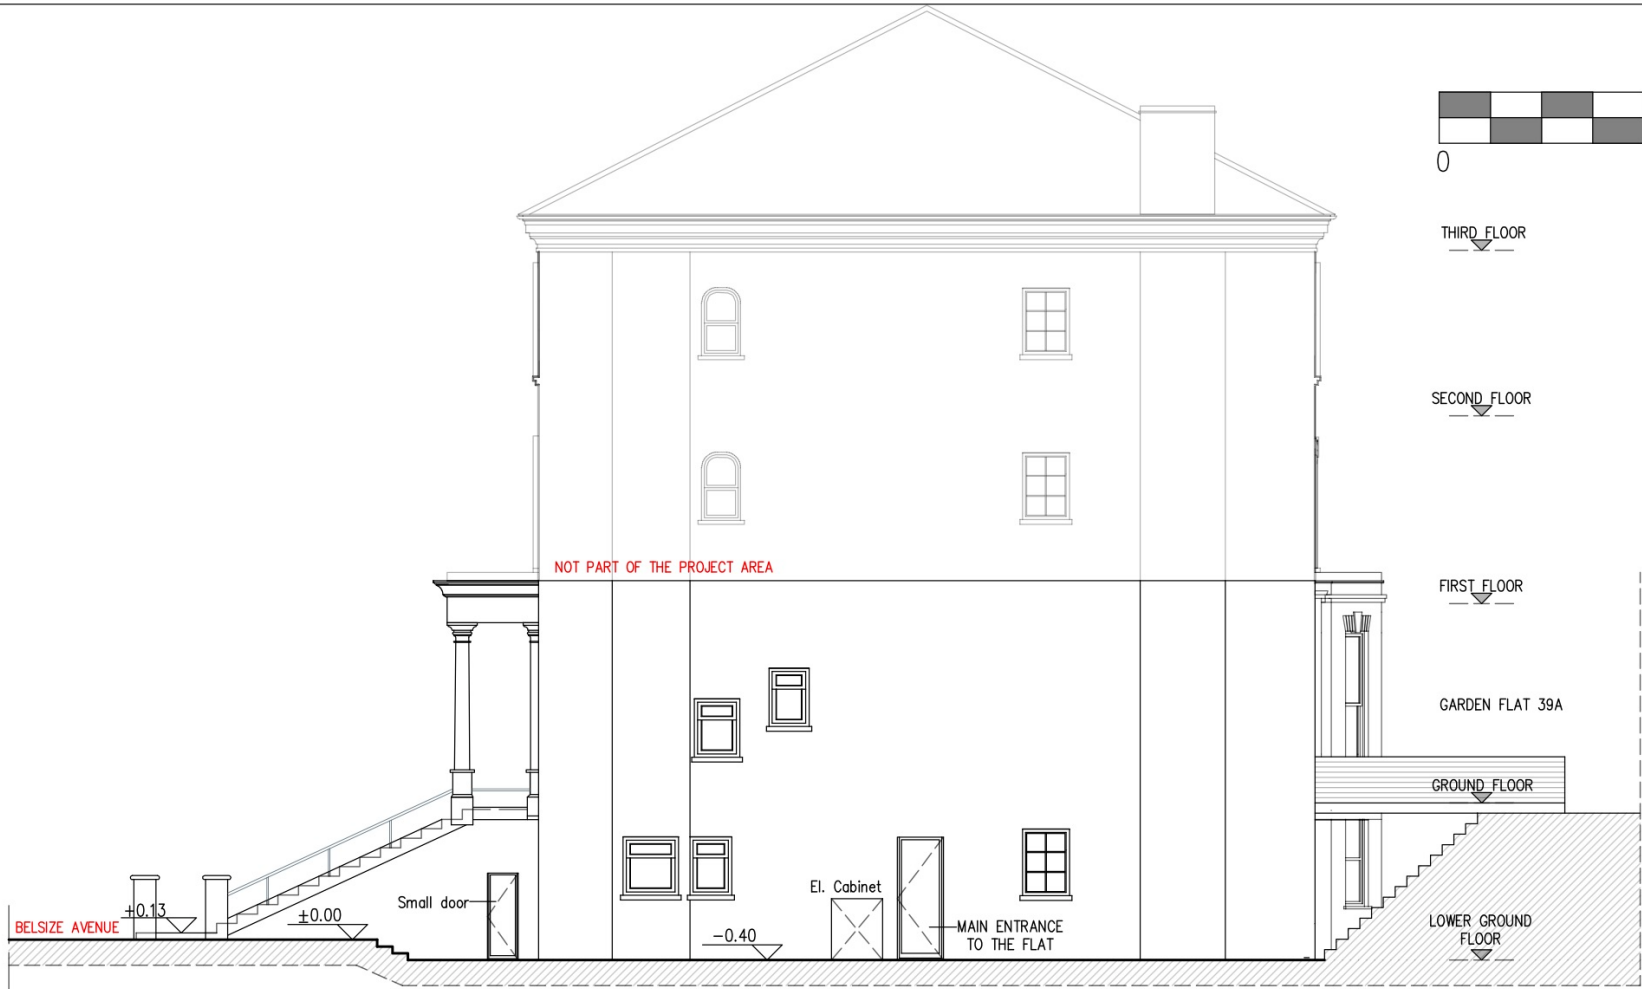 0
THIRD FLOOR
SECOND FLOOR
NOT PART OF THE PROJECT AREA
FIRST FLOOR
GARDEN FLAT 39A
GROUND FLOOR
El. Cabinet
Small door
+0.13
±0.00
BELSIZE AVENUE
-0.40
MAIN ENTRANCE
TO THE FLAT
LOWER GROUND
FLOOR